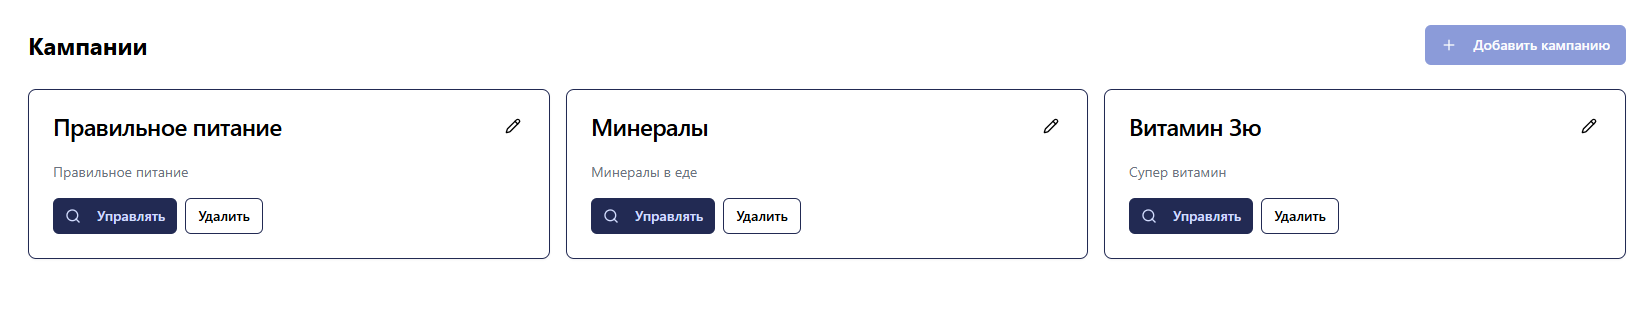 Кампании
Добавить кампанию
Правильное питание
Правильное питание
Управлять
Удалить
Минералы
Минералы в еде
Управлять
Удалить
Витамин Зю
Супер витамин
Управлять
Удалить